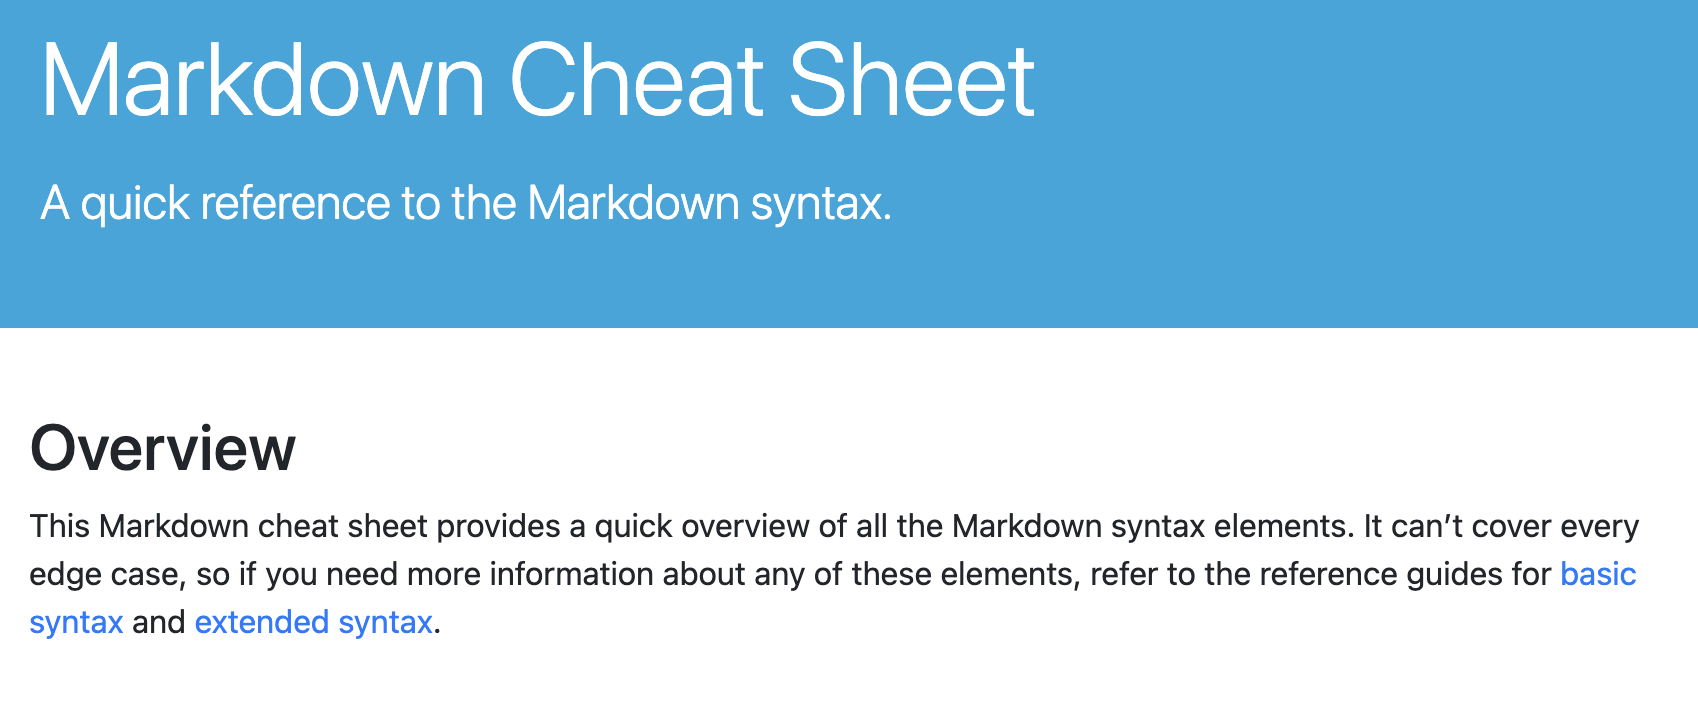 Markdown Cheat Sheet
A quick reference to the Markdown syntax.
Overview
This Markdown cheat sheet provides a quick overview of all the Markdown syntax elements. It can’t cover every
edge case, so if you need more information about any of these elements, refer to the reference guides for basic
syntax and extended syntax.